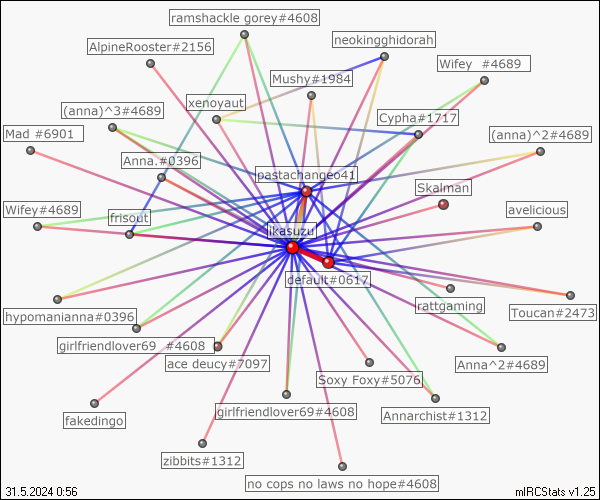 ramshackle gorey#4608
neokingghidorah
AlpineRooster#2156
Wifey #4689
Mushy#1984
xenoyaut
(anna)^3#4689
Cypha#1717
Mad #6901
(anna)^2#4689
Anna.#0396
pastachangeo41
Skalman
Wifey#4689
avelicious
frisout
ikasuzu
default#0617
rattgaming
Toucan#2473
hypomanianna#0396
girlfriendlover69 #4608
ace deucy#7097
Anna^2#4689
Soxy Foxy#5076
fakedingo
girlfriendlover69#4608
Annarchist#1312
zibbits#1312
no cops no laws no hope#4608
31.5.2024 0:56
mIRCStats v1.25